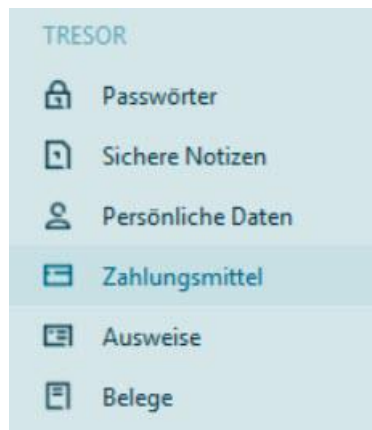 TRESOR
Passwörter
Sichere Notizen
Persönliche Daten
Zahlungsmittel
Ausweise
Belege